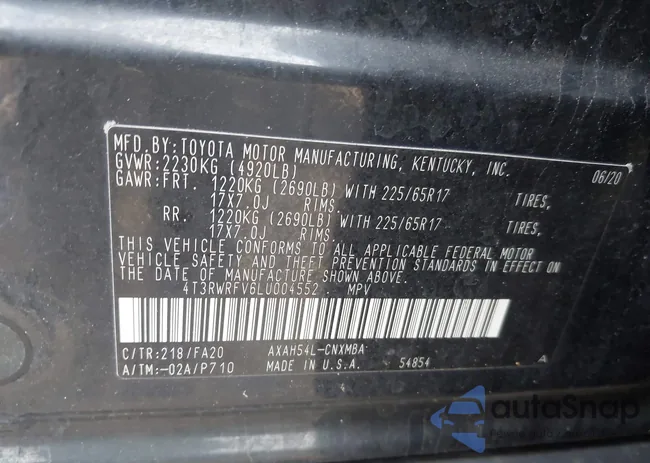 MFD.BY:TOYOTA MOTOR MANUFACTURING, KENTUCKY, INC.
GVWR:2230KG (4920LB) 06/20
GAWR:FRT. 1220KG (2690LB) WITH 225/65R17 TIRES,
17X7.0J RIMS
RR. 1220KG (2690LB) WITH 225/65R17 TIRES,
17X7.0J RIMS.
THIS VEHICLE CONFORMS TO ALL APPLICABLE FEDERAL MOTOR
VEHICLE SAFETY AND THEFT PREVENTION STANDARDS IN EFFECT ON
THE DATE OF MANUFACTURE SHOWN ABOVE.
4T3RWRFV6LU004552 MPV
C/TR:218/FA20 AXAH54L-CNXMBA
A/TM:-02A/P710 MADE IN U.S.A. 54854 A
autoSnap